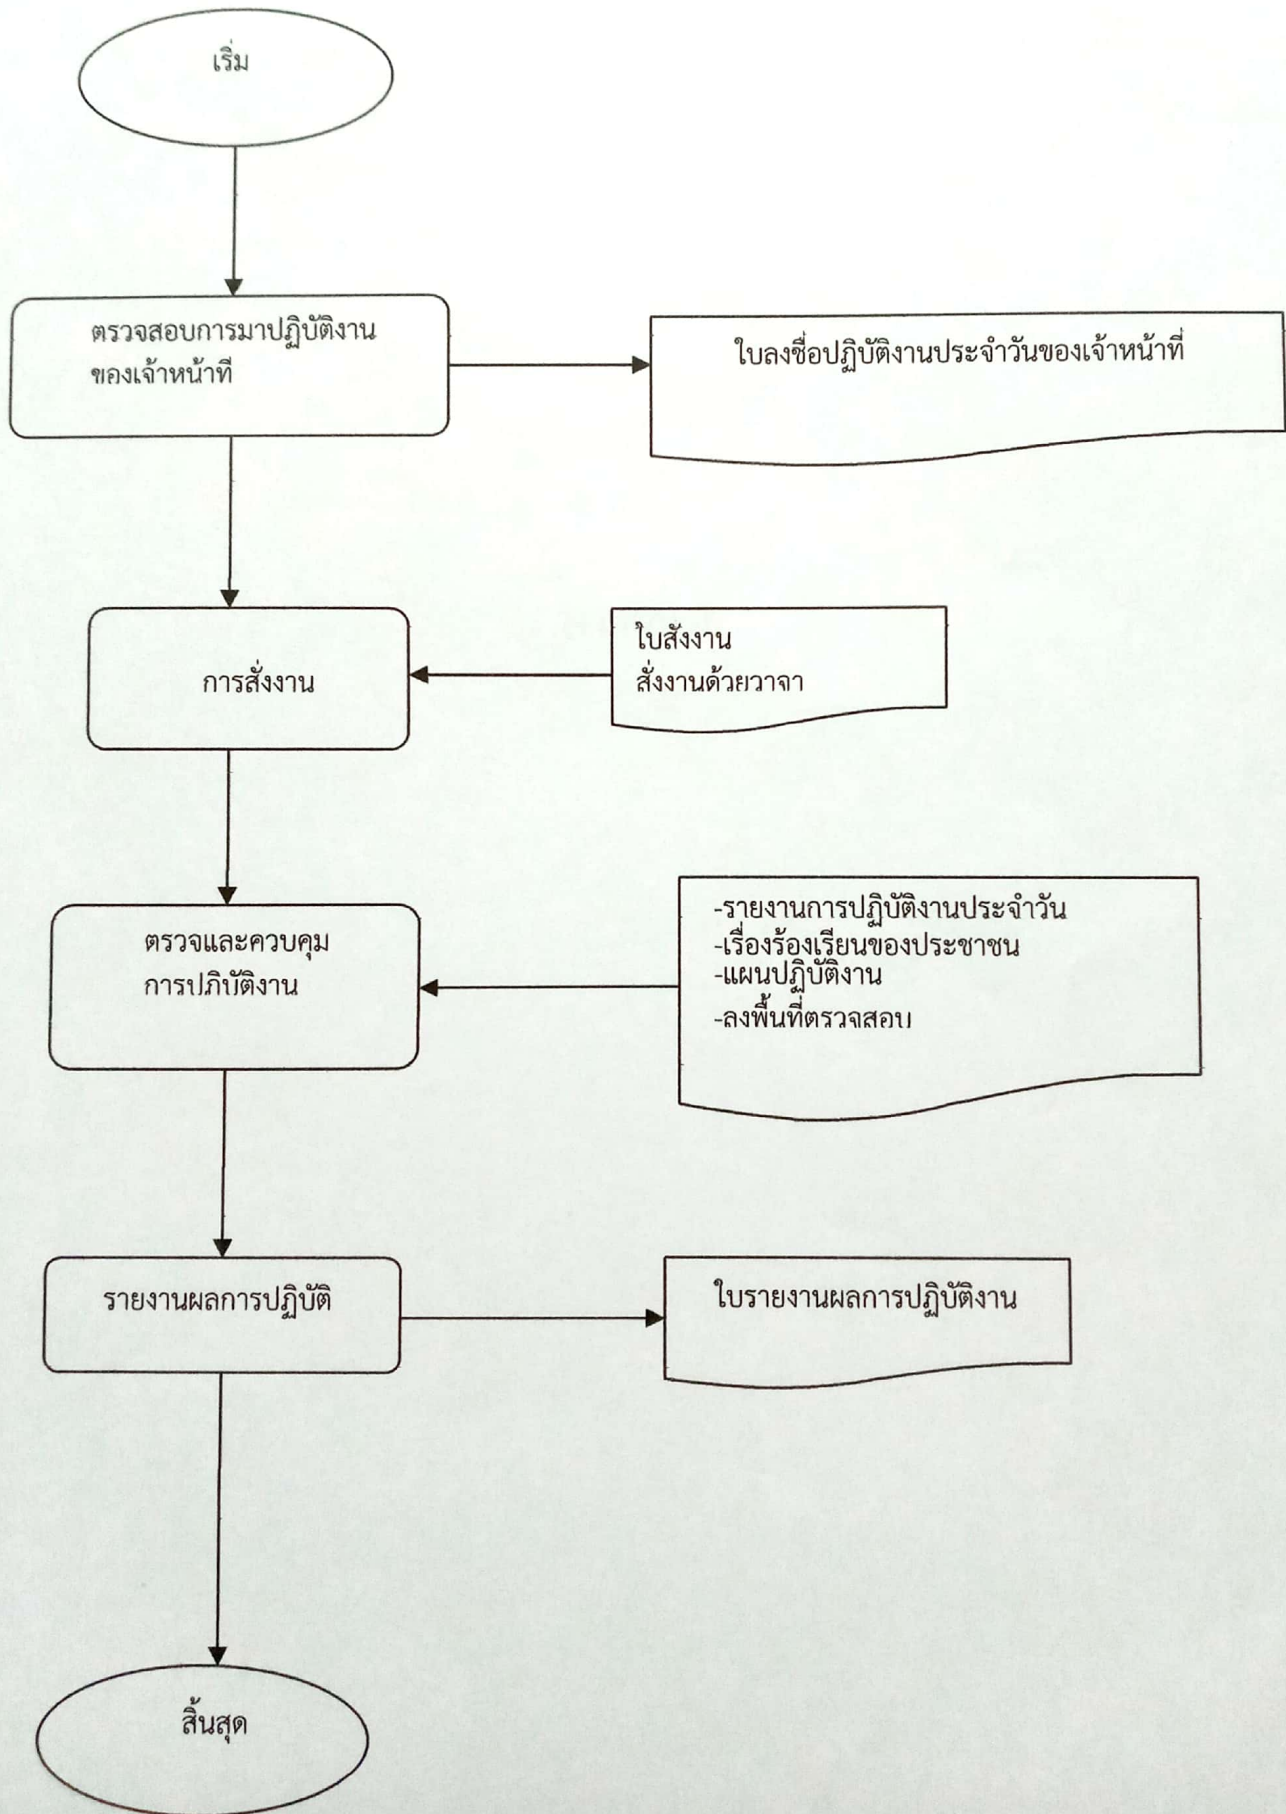 เริ่ม
ตรวจสอบการมาปฏิบัติงาน
ของเจ้าหน้าที่
ใบลงชื่อปฏิบัติงานประจำวันของเจ้าหน้าที่
การสั่งงาน
ใบสั่งงาน
สั่งงานด้วยวาจา
ตรวจและควบคุม
การปภิบัติงาน
-รายงานการปฏิบัติงานประจำวัน
-เรื่องร้องเรียนของประชาชน
-แผนปฏิบัติงาน
-ลงพื้นที่ตรวจสอบ
รายงานผลการปฏิบัติ
ใบรายงานผลการปฏิบัติงาน
สิ้นสุด